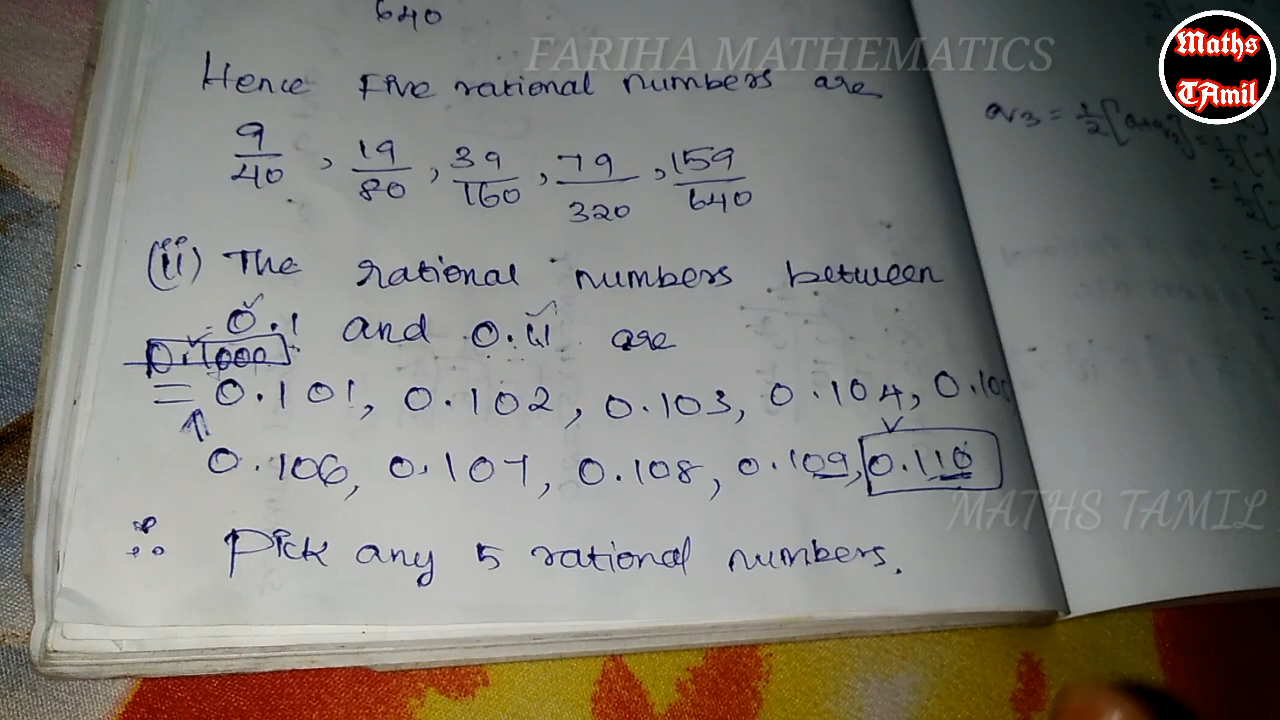 640
FARIHA MATHEMATICS
Maths
TAmil
Hence Five rational numbers are
9/40 , 19/80 , 39/160 , 79/320 , 159/640
(ii) The rational numbers between
0.1 and 0.11 are
0.1000
= 0.101, 0.102, 0.103, 0.104,
0.106, 0.107, 0.108, 0.109, 0.110
MATHS TAMIL
∴ Pick any 5 rational numbers.